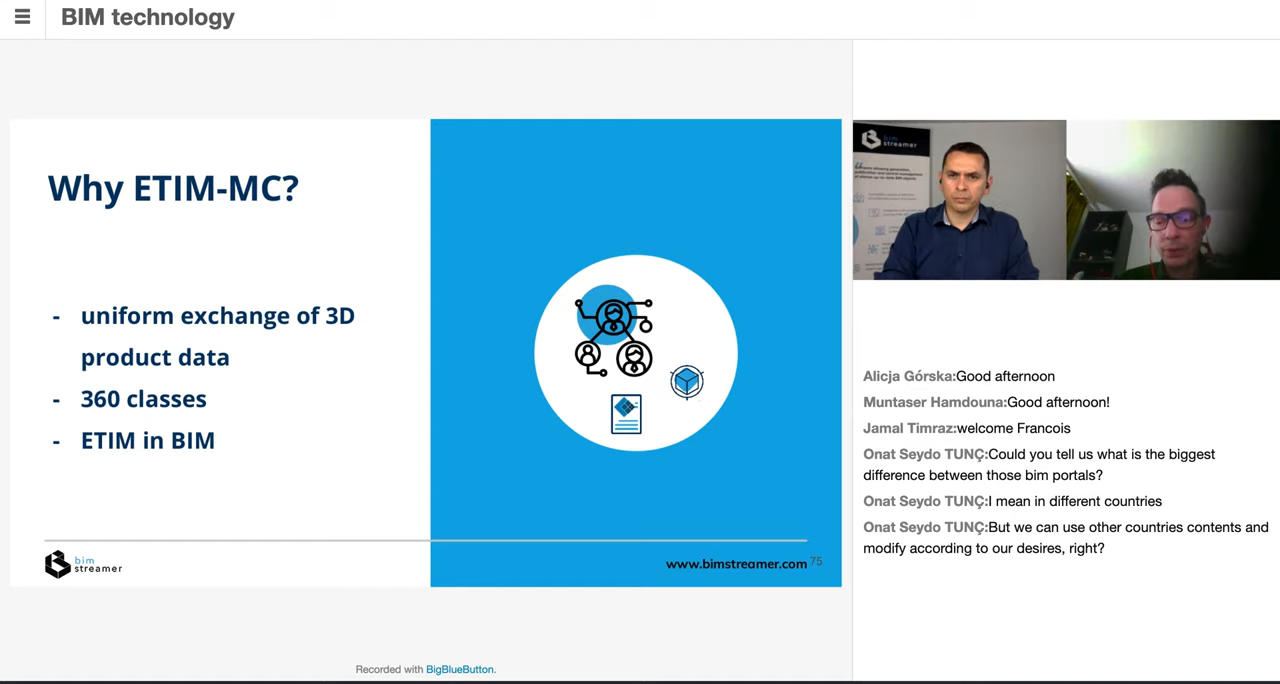 BIM technology
Why ETIM-MC?
- uniform exchange of 3D
product data
- 360 classes
- ETIM in BIM
bim
streamer
www.bimstreamer.com
75
bim
streamer
Alicja Górska:Good afternoon
Muntaser Hamdouna:Good afternoon!
Jamal Timraz:welcome Francois
Onat Seydo TUNÇ:Could you tell us what is the biggest
difference between those bim portals?
Onat Seydo TUNÇ:I mean in different countries
Onat Seydo TUNÇ:But we can use other countries contents and
modify according to our desires, right?
Recorded with BigBlueButton.